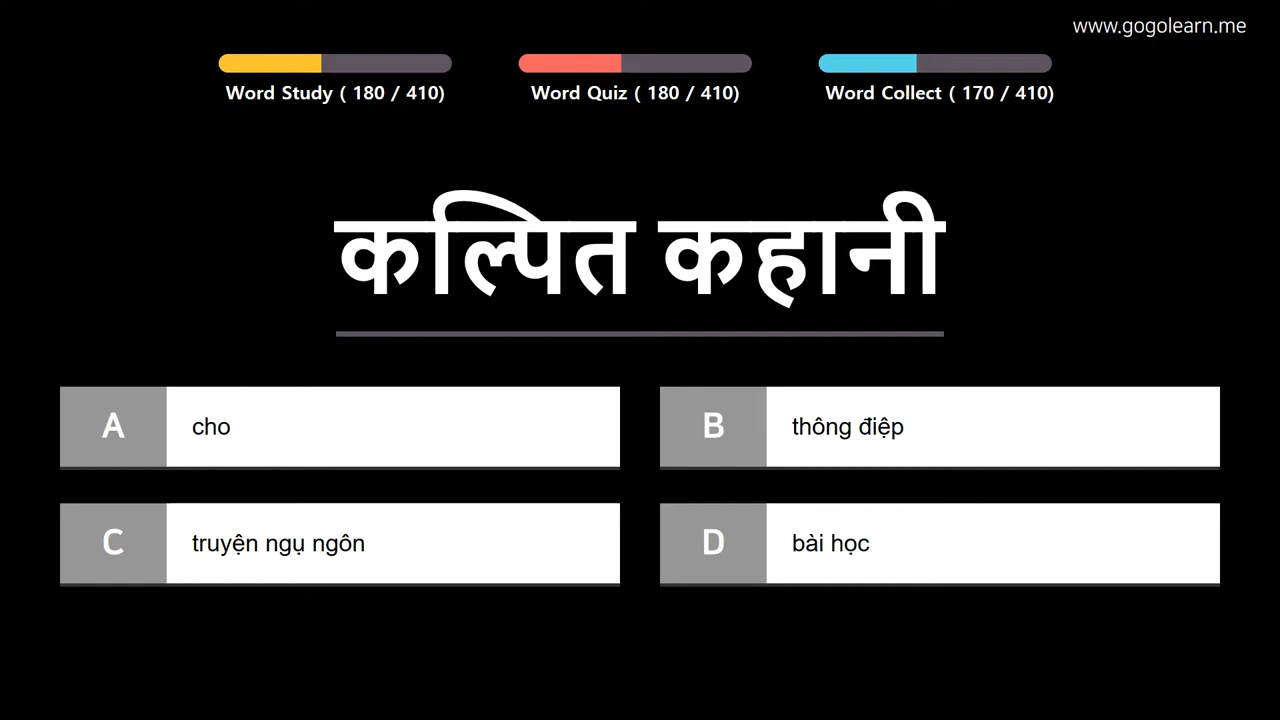 www.gogolearn.me
Word Study ( 180 / 410)
Word Quiz ( 180 / 410)
Word Collect ( 170 / 410)
कल्पित कहानी
A
cho
B
thông điệp
C
truyện ngụ ngôn
D
bài học